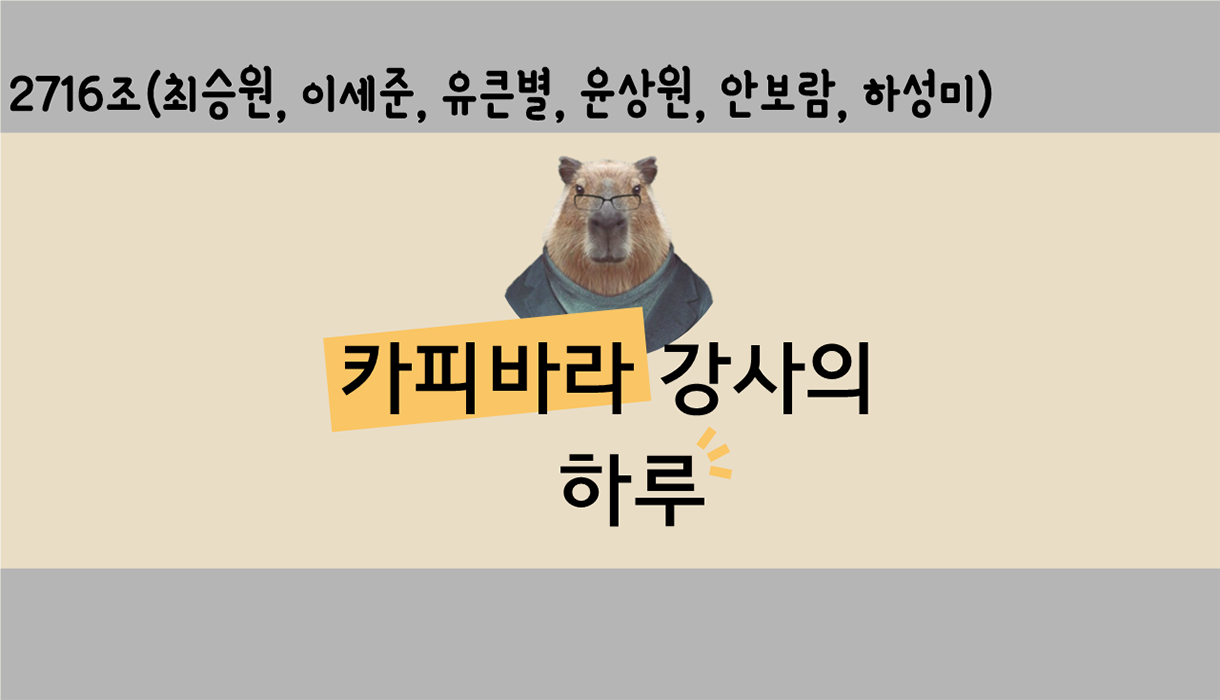 2716조(최승원, 이세준, 유큰별, 윤상원, 안보람, 하성미)
카피바라 강사의
하루